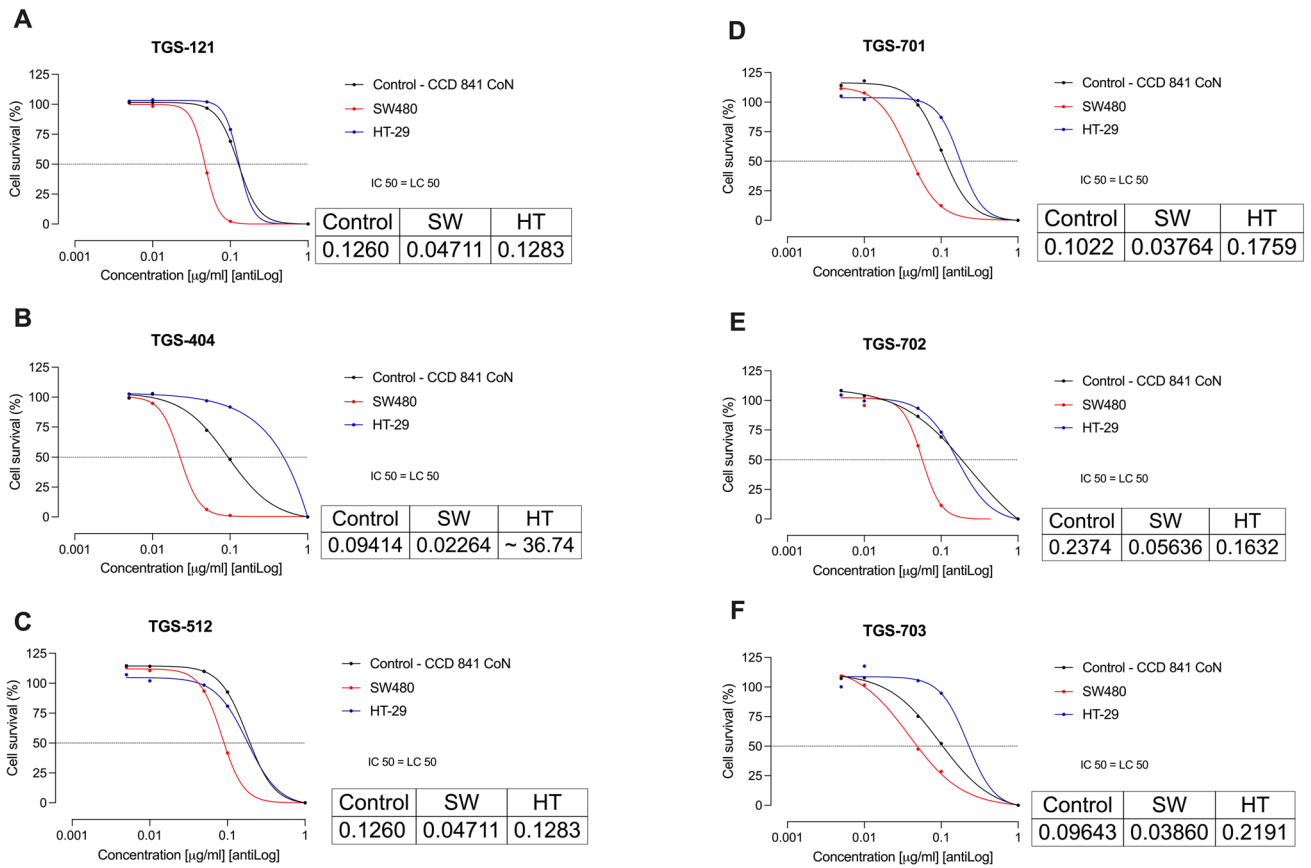 A
TGS-121
125
100
75
50
25
0
0.001
0.01
0.1
1
Cell survival (%)
Concentration [µg/ml] [antiLog]
Control - CCD 841 CoN
SW480
HT-29
IC 50 = LC 50
Control SW HT
0.1260 0.04711 0.1283
B
TGS-404
125
100
75
50
25
0
0.001
0.01
0.1
1
Cell survival (%)
Concentration [µg/ml] [antiLog]
Control - CCD 841 CoN
SW480
HT-29
IC 50 = LC 50
Control SW HT
0.09414 0.02264 ~ 36.74
C
TGS-512
125
100
75
50
25
0
0.001
0.01
0.1
1
Cell survival (%)
Concentration [µg/ml] [antiLog]
Control - CCD 841 CoN
SW480
HT-29
IC 50 = LC 50
Control SW HT
0.1260 0.04711 0.1283
D
TGS-701
125
100
75
50
25
0
0.001
0.01
0.1
1
Cell survival (%)
Concentration [µg/ml] [antiLog]
Control - CCD 841 CoN
SW480
HT-29
IC 50 = LC 50
Control SW HT
0.1022 0.03764 0.1759
E
TGS-702
125
100
75
50
25
0
0.001
0.01
0.1
1
Cell survival (%)
Concentration [µg/ml] [antiLog]
Control - CCD 841 CoN
SW480
HT-29
IC 50 = LC 50
Control SW HT
0.2374 0.05636 0.1632
F
TGS-703
125
100
75
50
25
0
0.001
0.01
0.1
1
Cell survival (%)
Concentration [µg/ml] [antiLog]
Control - CCD 841 CoN
SW480
HT-29
IC 50 = LC 50
Control SW HT
0.09643 0.03860 0.2191